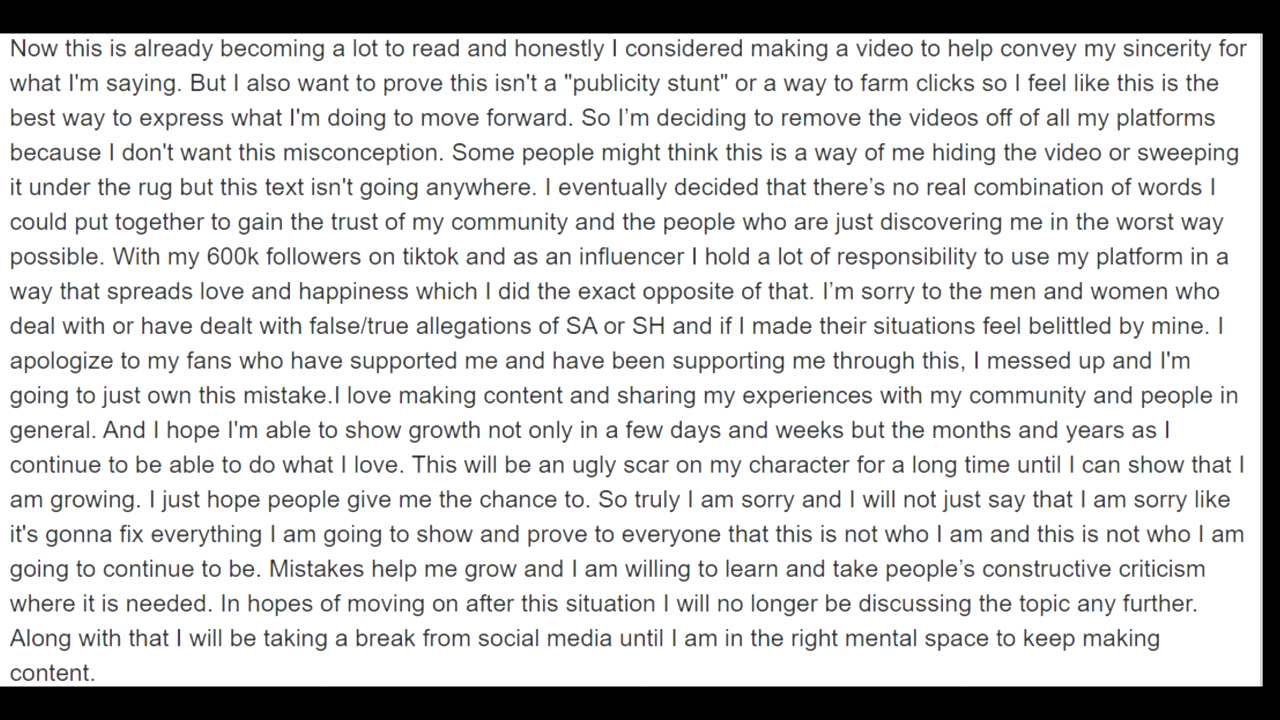 Now this is already becoming a lot to read and honestly I considered making a video to help convey my sincerity for
what I'm saying. But I also want to prove this isn't a "publicity stunt" or a way to farm clicks so I feel like this is the
best way to express what I'm doing to move forward. So I’m deciding to remove the videos off of all my platforms
because I don't want this misconception. Some people might think this is a way of me hiding the video or sweeping
it under the rug but this text isn't going anywhere. I eventually decided that there’s no real combination of words I
could put together to gain the trust of my community and the people who are just discovering me in the worst way
possible. With my 600k followers on tiktok and as an influencer I hold a lot of responsibility to use my platform in a
way that spreads love and happiness which I did the exact opposite of that. I’m sorry to the men and women who
deal with or have dealt with false/true allegations of SA or SH and if I made their situations feel belittled by mine. I
apologize to my fans who have supported me and have been supporting me through this, I messed up and I'm
going to just own this mistake.I love making content and sharing my experiences with my community and people in
general. And I hope I'm able to show growth not only in a few days and weeks but the months and years as I
continue to be able to do what I love. This will be an ugly scar on my character for a long time until I can show that I
am growing. I just hope people give me the chance to. So truly I am sorry and I will not just say that I am sorry like
it's gonna fix everything I am going to show and prove to everyone that this is not who I am and this is not who I am
going to continue to be. Mistakes help me grow and I am willing to learn and take people’s constructive criticism
where it is needed. In hopes of moving on after this situation I will no longer be discussing the topic any further.
Along with that I will be taking a break from social media until I am in the right mental space to keep making
content.